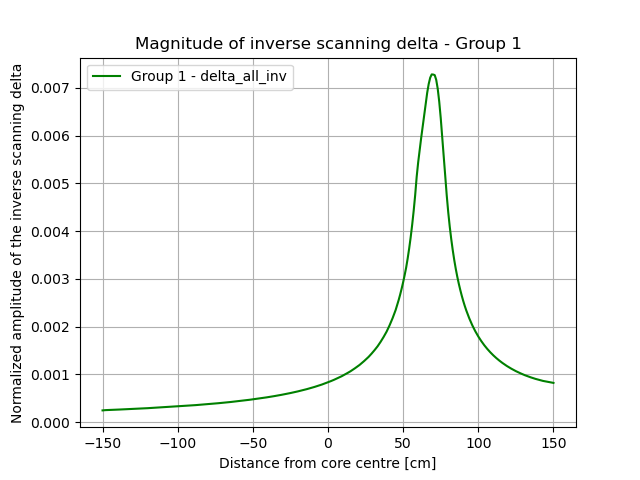 Magnitude of inverse scanning delta - Group 1
Group 1 - delta_all_inv
Normalized amplitude of the inverse scanning delta
0.007
0.006
0.005
0.004
0.003
0.002
0.001
0.000
−150 −100 −50 0 50 100 150
Distance from core centre [cm]